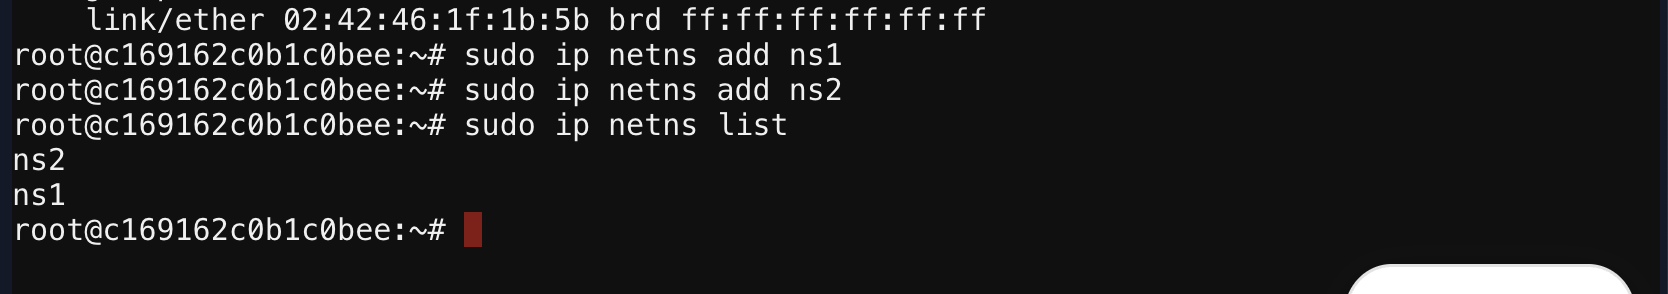 link/ether 02:42:46:1f:1b:5b brd ff:ff:ff:ff:ff:ff
root@c169162c0b1c0bee:~# sudo ip netns add ns1
root@c169162c0b1c0bee:~# sudo ip netns add ns2
root@c169162c0b1c0bee:~# sudo ip netns list
ns2
ns1
root@c169162c0b1c0bee:~#